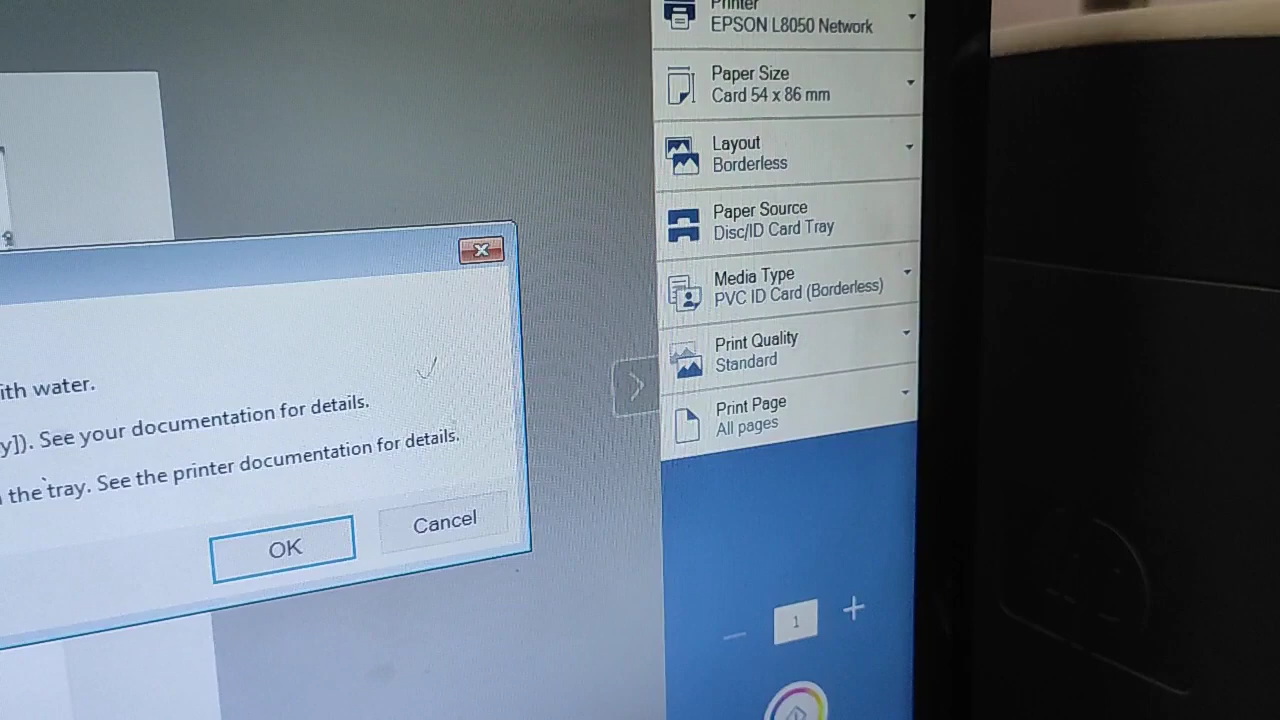 Printer
EPSON L8050 Network
Paper Size
Card 54 x 86 mm
Layout
Borderless
Paper Source
Disc/ID Card Tray
Media Type
PVC ID Card (Borderless)
Print Quality
Standard
Print Page
All pages
1
ith water.
y]). See your documentation for details.
the tray. See the printer documentation for details.
OK
Cancel